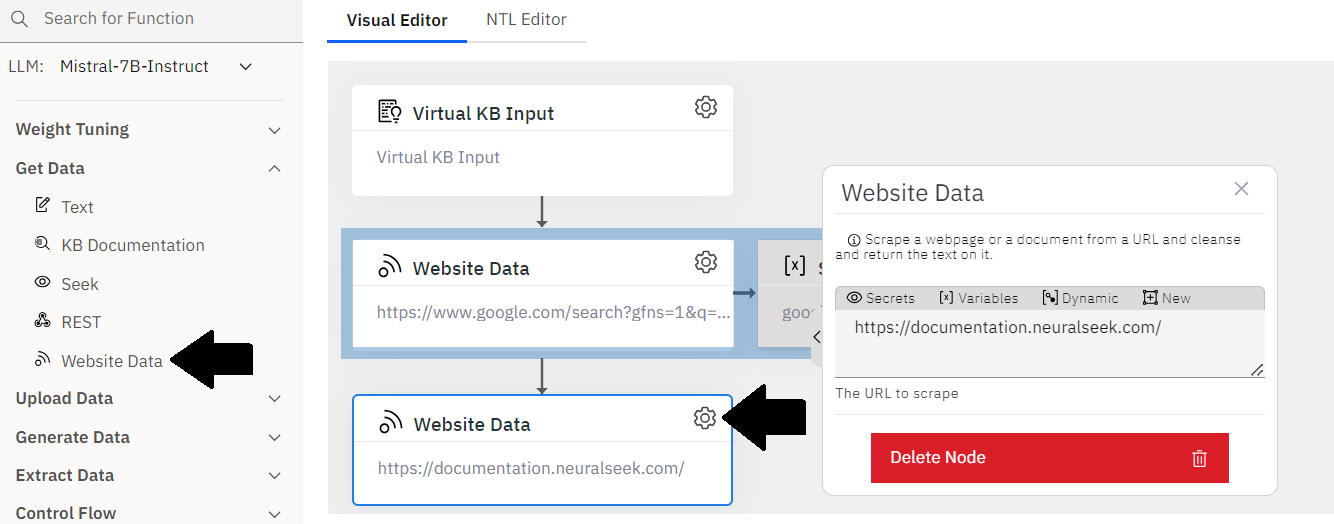 Search for Function
LLM: Mistral-7B-Instruct
Weight Tuning
Get Data
Text
KB Documentation
Seek
REST
Website Data
Upload Data
Generate Data
Extract Data
Control Flow
Visual Editor
NTL Editor
Virtual KB Input
Virtual KB Input
Website Data
https://www.google.com/search?gfns=1&q=...
goo
Website Data
https://documentation.neuralseek.com/
Website Data
Scrape a webpage or a document from a URL and cleanse
and return the text on it.
Secrets [x] Variables Dynamic New
https://documentation.neuralseek.com/
The URL to scrape
Delete Node